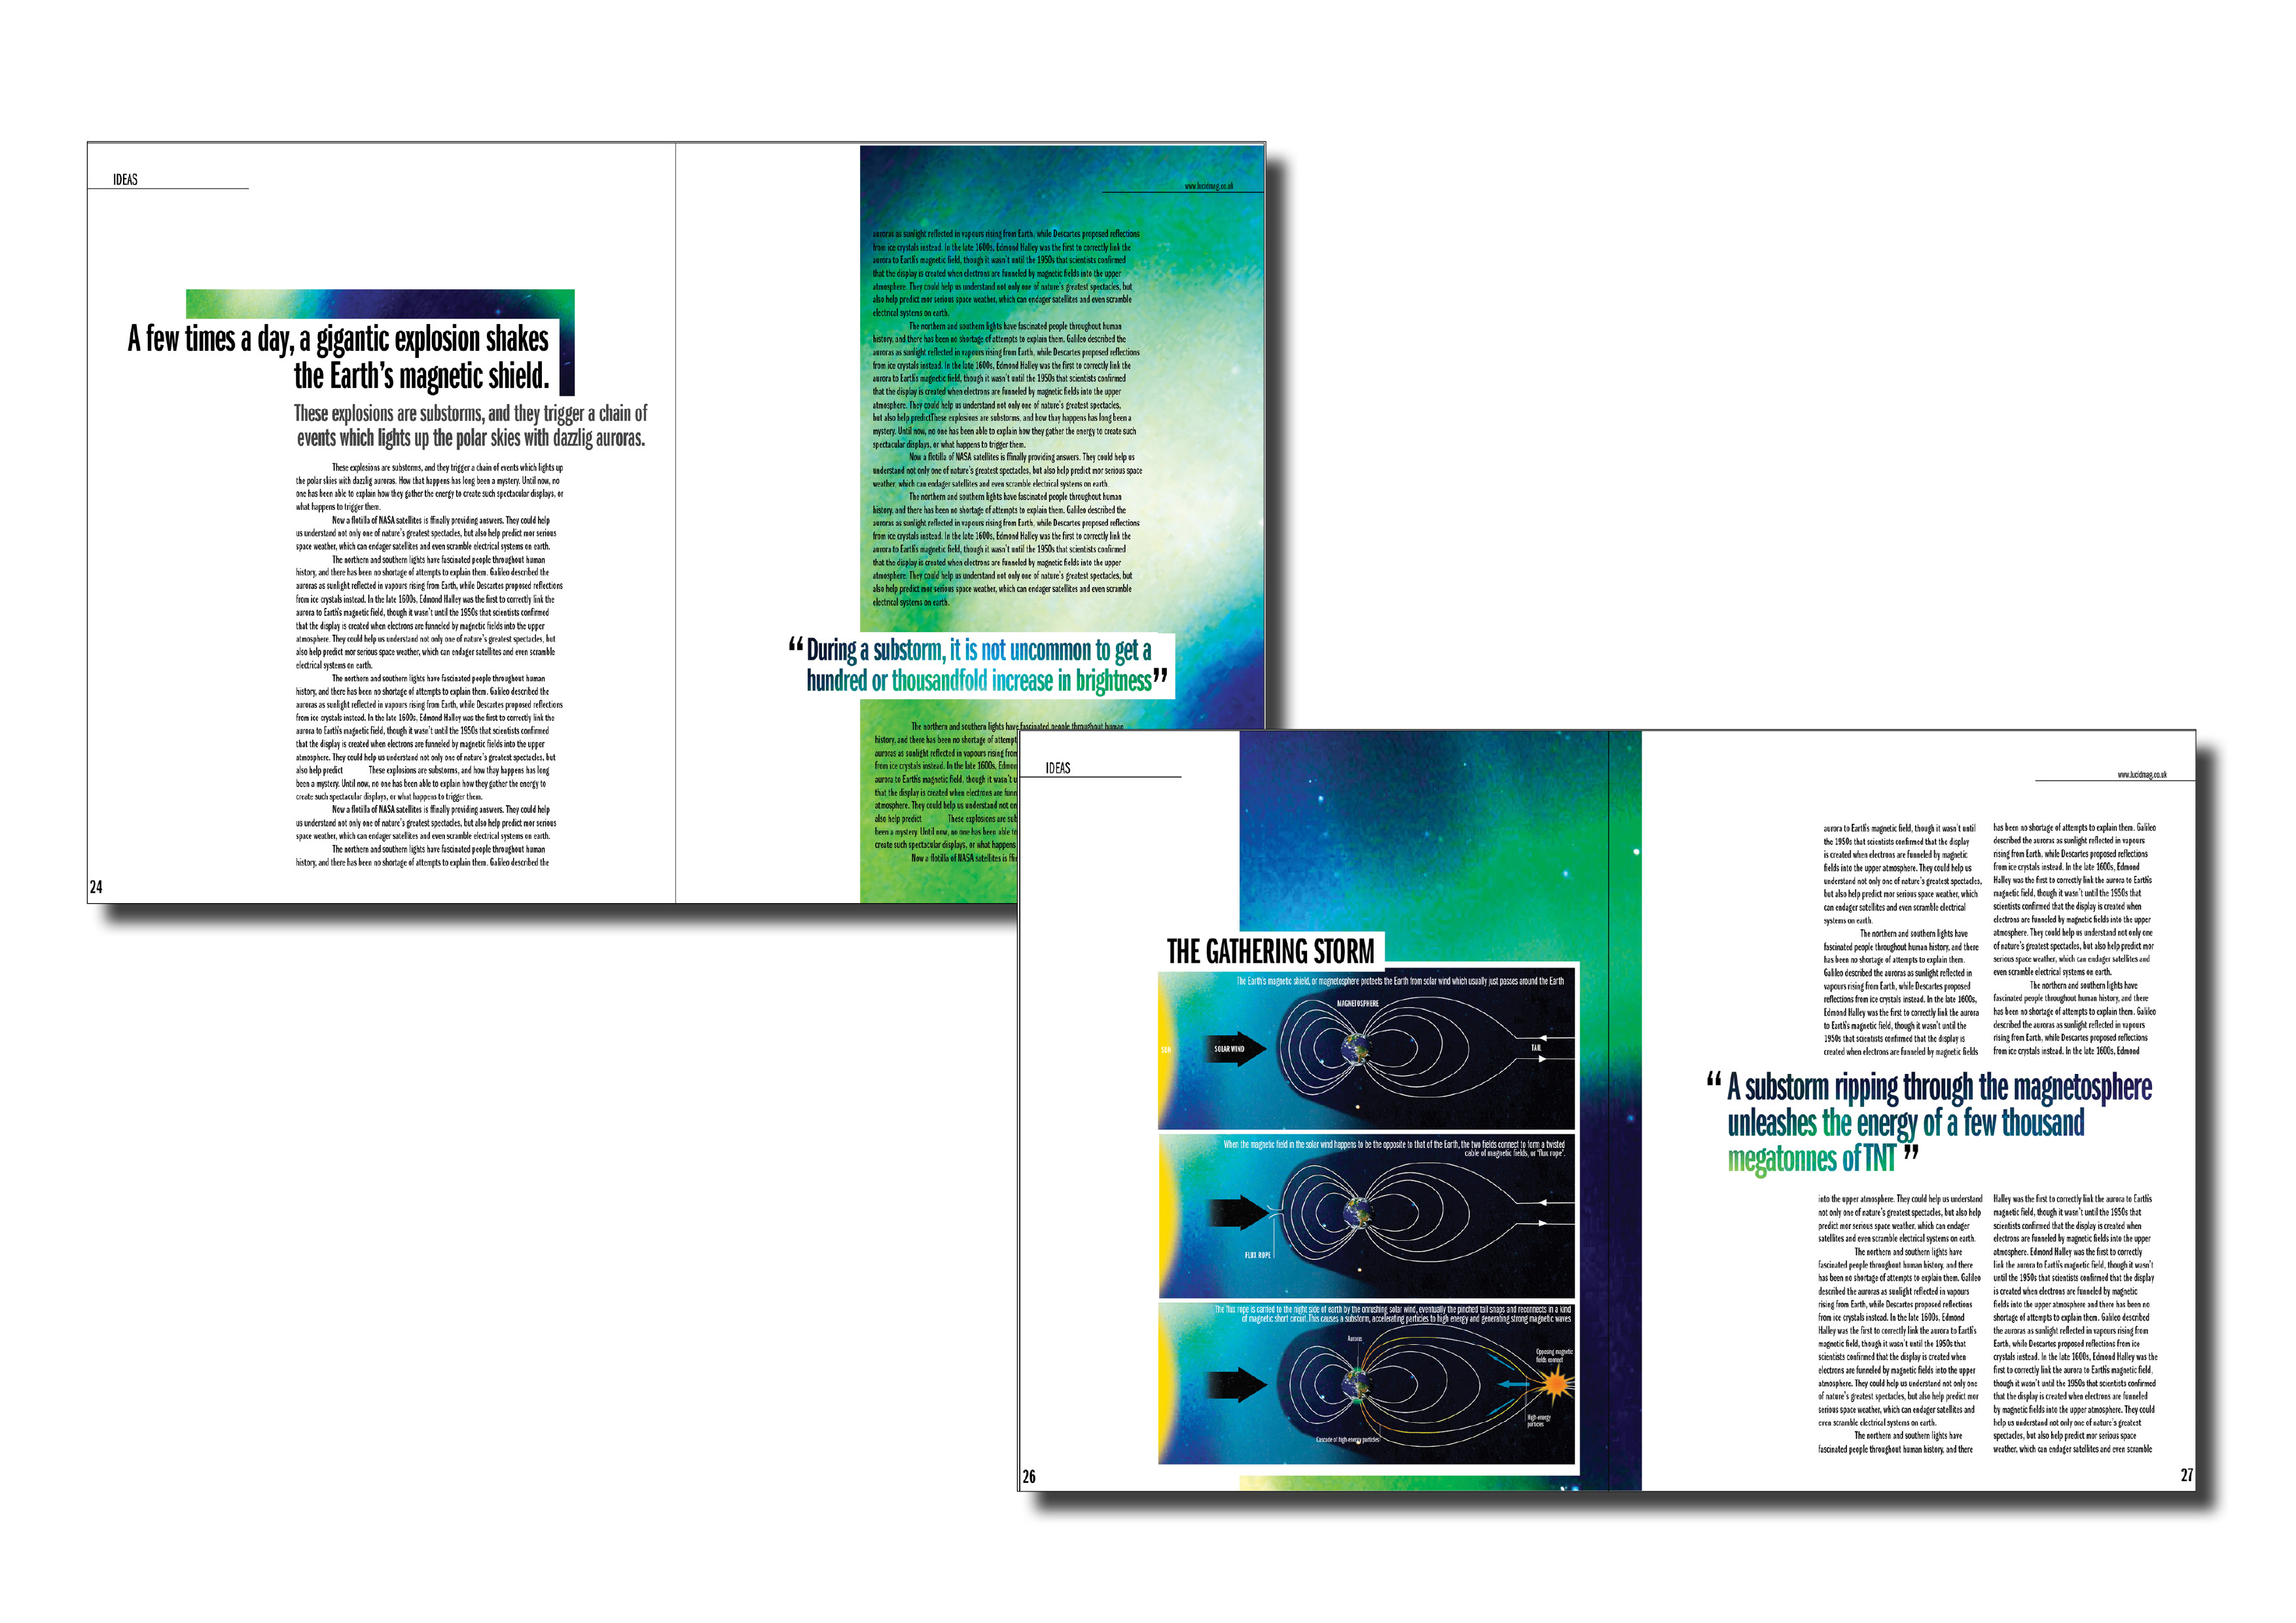 IDEAS
A few times a day, a gigantic explosion shakes
the Earth's magnetic shield.
These explosions are substorms, and they trigger a chain of
events which lights up the polar skies with dazzlig auroras.
These explosions are substorms, and they trigger a chain of events which lights up
the polar skies with dazzlig auroras. How that happens has long been a mystery. Until now, no
one has been able to explain how they gather the energy to create such spectacular displays, or
what happens to trigger them.
Now a flotilla of NASA satellites is ffinally providing answers. They could help
us understand not only one of nature's greatest spectacles, but also help predict mor serious
space weather, which can endager satellites and even scramble electrical systems on earth.
The northern and southern lights have fascinated people throughout human
history, and there has been no shortage of attempts to explain them. Galileo described the
auroras as sunlight reflected in vapours rising from Earth, while Descartes proposed reflections
from ice crystals instead. In the late 1600s, Edmond Halley was the first to correctly link the
aurora to Earth's magnetic field, though it wasn't until the 1950s that scientists confirmed
that the display is created when electrons are funneled by magnetic fields into the upper
atmosphere. They could help us understand not only one of nature's greatest spectacles, but
also help predict mor serious space weather, which can endager satellites and even scramble
electrical systems on earth.
The northern and southern lights have fascinated people throughout human
history, and there has been no shortage of attempts to explain them. Galileo described the
auroras as sunlight reflected in vapours rising from Earth, while Descartes proposed reflections
from ice crystals instead. In the late 1600s, Edmond Halley was the first to correctly link the
aurora to Earth's magnetic field, though it wasn't until the 1950s that scientists confirmed
that the display is created when electrons are funneled by magnetic fields into the upper
atmosphere. They could help us understand not only one of nature's greatest spectacles, but
also help predict These explosions are substorms, and how thay happens has long
been a mystery. Until now, no one has been able to explain how they gather the energy to
create such spectacular displays, or what happens to trigger them.
Now a flotilla of NASA satellites is ffinally providing answers. They could help
us understand not only one of nature's greatest spectacles, but also help predict mor serious
space weather, which can endager satellites and even scramble electrical systems on earth.
The northern and southern lights have fascinated people throughout human
history, and there has been no shortage of attempts to explain them. Galileo described the
24
www.lucidmag.co.uk
auroras as sunlight reflected in vapours rising from Earth, while Descartes proposed reflections
from ice crystals instead. In the late 1600s, Edmond Halley was the first to correctly link the
aurora to Earth's magnetic field, though it wasn't until the 1950s that scientists confirmed
that the display is created when electrons are funneled by magnetic fields into the upper
atmosphere. They could help us understand not only one of nature's greatest spectacles, but
also help predict mor serious space weather, which can endager satellites and even scramble
electrical systems on earth.
The northern and southern lights have fascinated people throughout human
history, and there has been no shortage of attempts to explain them. Galileo described the
auroras as sunlight reflected in vapours rising from Earth, while Descartes proposed reflections
from ice crystals instead. In the late 1600s, Edmond Halley was the first to correctly link the
aurora to Earth's magnetic field, though it wasn't until the 1950s that scientists confirmed
that the display is created when electrons are funneled by magnetic fields into the upper
atmosphere. They could help us understand not only one of nature's greatest spectacles,
but also help predictThese explosions are substorms, and how thay happens has long been a
mystery. Until now, no one has been able to explain how they gather the energy to create such
spectacular displays, or what happens to trigger them.
Now a flotilla of NASA satellites is ffinally providing answers. They could help us
understand not only one of nature's greatest spectacles, but also help predict mor serious space
weather, which can endager satellites and even scramble electrical systems on earth.
The northern and southern lights have fascinated people throughout human
history, and there has been no shortage of attempts to explain them. Galileo described the
auroras as sunlight reflected in vapours rising from Earth, while Descartes proposed reflections
from ice crystals instead. In the late 1600s, Edmond Halley was the first to correctly link the
aurora to Earth's magnetic field, though it wasn't until the 1950s that scientists confirmed
that the display is created when electrons are funneled by magnetic fields into the upper
atmosphere. They could help us understand not only one of nature's greatest spectacles, but
also help predict mor serious space weather, which can endager satellites and even scramble
electrical systems on earth.
“During a substorm, it is not uncommon to get a
hundred or thousandfold increase in brightness”
The northern and southern lights have fascinated people throughout human
history, and there has been no shortage of attempt
auroras as sunlight reflected in vapours rising from
from ice crystals instead. In the late 1600s, Edmon
aurora to Earth's magnetic field, though it wasn't u
that the display is created when electrons are funn
atmosphere. They could help us understand not on
also help predict These explosions are sub
been a mystery. Until now, no one has been able to
create such spectacular displays, or what happens
Now a flotilla of NASA satellites is ffin
IDEAS
THE GATHERING STORM
The Earth's magnetic shield, or magnetosphere protects the Earth from solar wind which usually just passes around the Earth
MAGNETOSPHERE
SUN
SOLAR WIND
TAIL
When the magnetic field in the solar wind happens to be the opposite to that of the Earth, the two fields connect to form a twisted
cable of magnetic fields, or 'flux rope'.
FLUX ROPE
The flux rope is carried to the night side of earth by the onrushing solar wind, eventually the pinched tail snaps and reconnects in a kind
of magnetic short circuit.This causes a substorm, accelerating particles to high energy and generating strong magnetic waves
Auroras
Opposing magnetic
fields connect
High-energy
particles
Cascade of high-energy particles
26
www.lucidmag.co.uk
aurora to Earth's magnetic field, though it wasn't until
the 1950s that scientists confirmed that the display
is created when electrons are funneled by magnetic
fields into the upper atmosphere. They could help us
understand not only one of nature's greatest spectacles,
but also help predict mor serious space weather, which
can endager satellites and even scramble electrical
systems on earth.
The northern and southern lights have
fascinated people throughout human history, and there
has been no shortage of attempts to explain them.
Galileo described the auroras as sunlight reflected in
vapours rising from Earth, while Descartes proposed
reflections from ice crystals instead. In the late 1600s,
Edmond Halley was the first to correctly link the aurora
to Earth's magnetic field, though it wasn't until the
1950s that scientists confirmed that the display is
created when electrons are funneled by magnetic fields
has been no shortage of attempts to explain them. Galileo
described the auroras as sunlight reflected in vapours
rising from Earth, while Descartes proposed reflections
from ice crystals instead. In the late 1600s, Edmond
Halley was the first to correctly link the aurora to Earth's
magnetic field, though it wasn't until the 1950s that
scientists confirmed that the display is created when
electrons are funneled by magnetic fields into the upper
atmosphere. They could help us understand not only one
of nature's greatest spectacles, but also help predict mor
serious space weather, which can endager satellites and
even scramble electrical systems on earth.
The northern and southern lights have
fascinated people throughout human history, and there
has been no shortage of attempts to explain them. Galileo
described the auroras as sunlight reflected in vapours
rising from Earth, while Descartes proposed reflections
from ice crystals instead. In the late 1600s, Edmond
“A substorm ripping through the magnetosphere
unleashes the energy of a few thousand
megatonnes of TNT”
into the upper atmosphere. They could help us understand
not only one of nature's greatest spectacles, but also help
predict mor serious space weather, which can endager
satellites and even scramble electrical systems on earth.
The northern and southern lights have
fascinated people throughout human history, and there
has been no shortage of attempts to explain them. Galileo
described the auroras as sunlight reflected in vapours
rising from Earth, while Descartes proposed reflections
from ice crystals instead. In the late 1600s, Edmond
Halley was the first to correctly link the aurora to Earth's
magnetic field, though it wasn't until the 1950s that
scientists confirmed that the display is created when
electrons are funneled by magnetic fields into the upper
atmosphere. They could help us understand not only one
of nature's greatest spectacles, but also help predict mor
serious space weather, which can endager satellites and
even scramble electrical systems on earth.
The northern and southern lights have
fascinated people throughout human history, and there
Halley was the first to correctly link the aurora to Earth's
magnetic field, though it wasn't until the 1950s that
scientists confirmed that the display is created when
electrons are funneled by magnetic fields into the upper
atmosphere. Edmond Halley was the first to correctly
link the aurora to Earth's magnetic field, though it wasn't
until the 1950s that scientists confirmed that the display
is created when electrons are funneled by magnetic
fields into the upper atmosphere and there has been no
shortage of attempts to explain them. Galileo described
the auroras as sunlight reflected in vapours rising from
Earth, while Descartes proposed reflections from ice
crystals instead. In the late 1600s, Edmond Halley was the
first to correctly link the aurora to Earth's magnetic field,
though it wasn't until the 1950s that scientists confirmed
that the display is created when electrons are funneled
by magnetic fields into the upper atmosphere. They could
help us understand not only one of nature's greatest
spectacles, but also help predict mor serious space
weather, which can endager satellites and even scramble
27